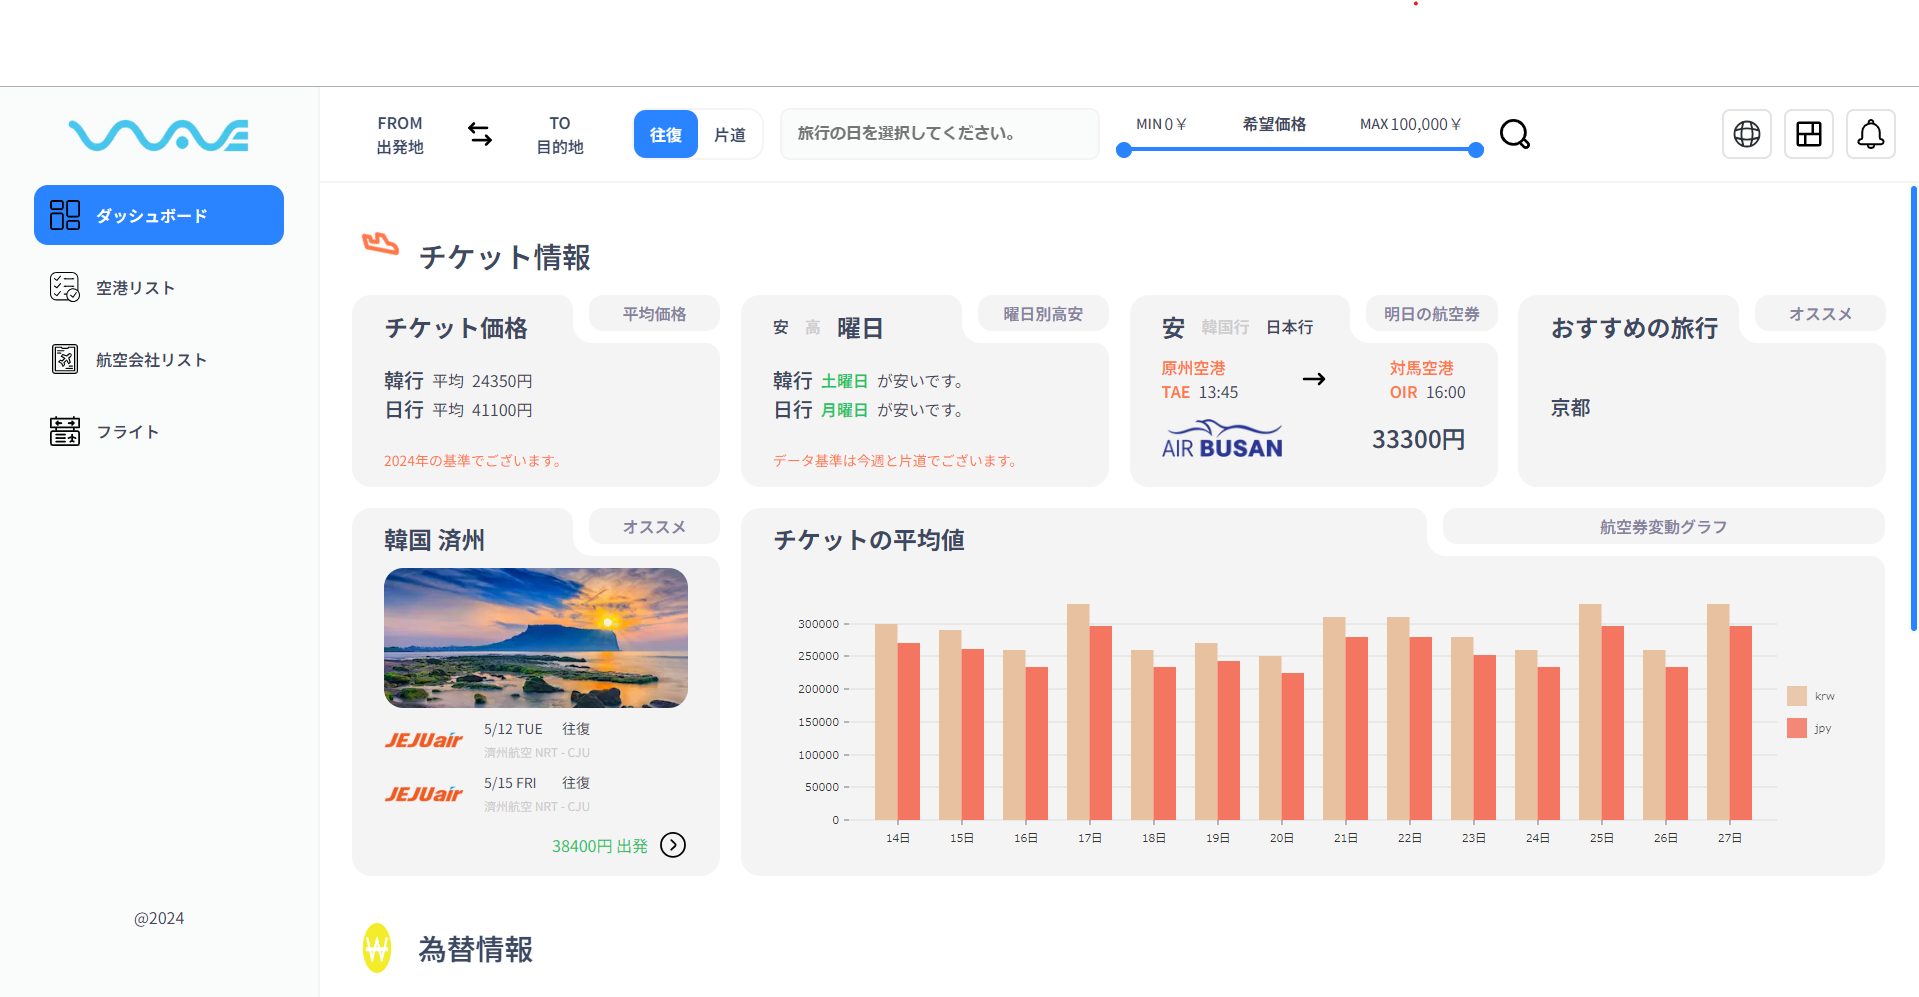 WAVE
FROM
出発地
TO
目的地
往復 片道
旅行の日を選択してください。
MIN 0 ¥ 希望価格 MAX 100,000 ¥
ダッシュボード
空港リスト
航空会社リスト
フライト
@2024
チケット情報
チケット価格
平均価格
韓行 平均 24350円
日行 平均 41100円
2024年の基準でございます。
安 高 曜日
曜日別高安
韓行 土曜日 が安いです。
日行 月曜日 が安いです。
データ基準は今週と片道でございます。
安 韓国行 日本行
明日の航空券
原州空港 対馬空港
TAE 13:45 OIR 16:00
AIR BUSAN 33300円
おすすめの旅行
オススメ
京都
韓国 済州
オススメ
JEJUair
5/12 TUE 往復
濟州航空 NRT - CJU
JEJUair
5/15 FRI 往復
濟州航空 NRT - CJU
38400円 出発
チケットの平均値
航空券変動グラフ
300000
250000
200000
150000
100000
50000
0
14日 15日 16日 17日 18日 19日 20日 21日 22日 23日 24日 25日 26日 27日
krw
jpy
為替情報